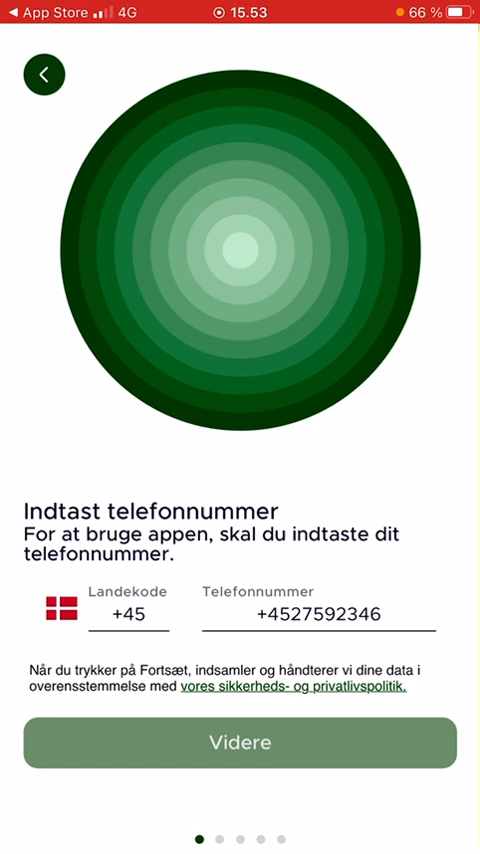 App Store 4G 15.53 66 %
Indtast telefonnummer
For at bruge appen, skal du indtaste dit
telefonnummer.
Landekode Telefonnummer
+45 +4527592346
Når du trykker på Fortsæt, indsamler og håndterer vi dine data i
overensstemmelse med vores sikkerheds- og privatlivspolitik.
Videre